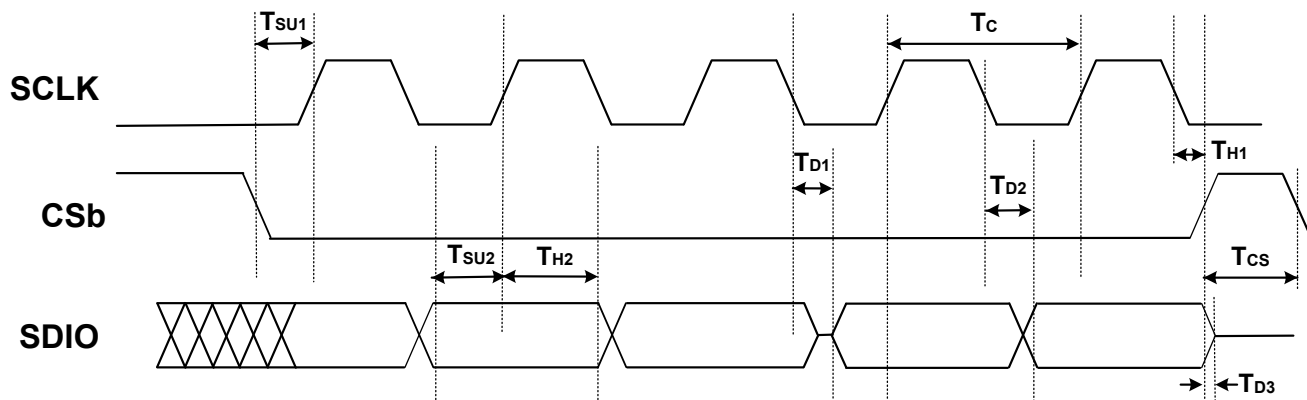 TSU1
TC
SCLK
TD1
TH1
TD2
CSb
TSU2
TH2
TCS
SDIO
TD3